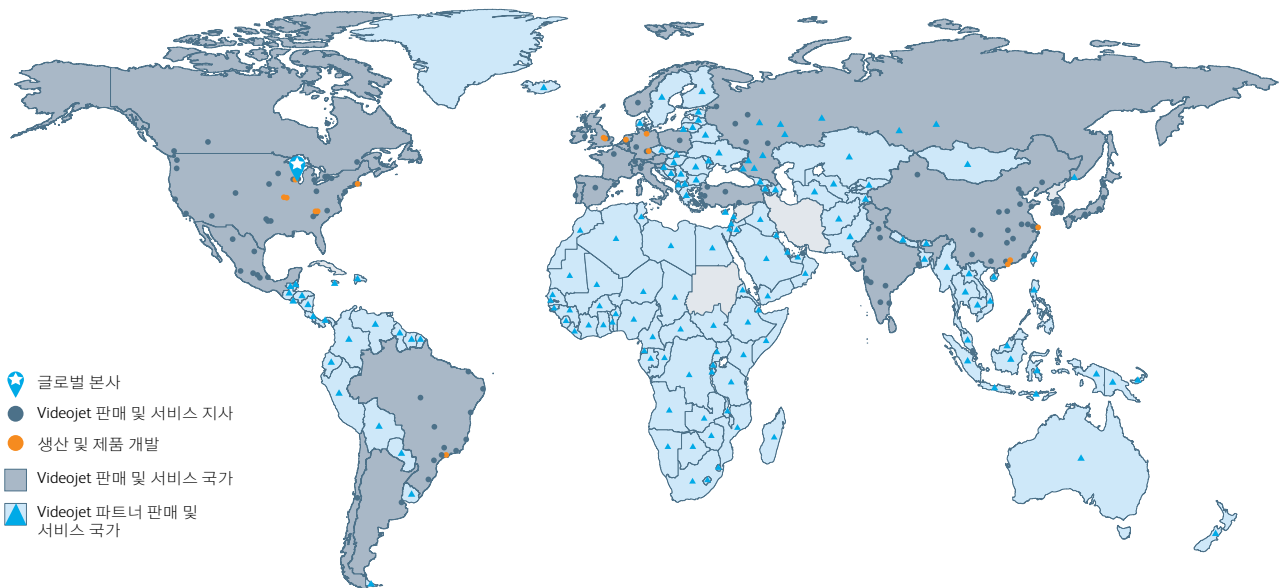 글로벌 본사
Videojet 판매 및 서비스 지사
생산 및 제품 개발
Videojet 판매 및 서비스 국가
Videojet 파트너 판매 및
서비스 국가